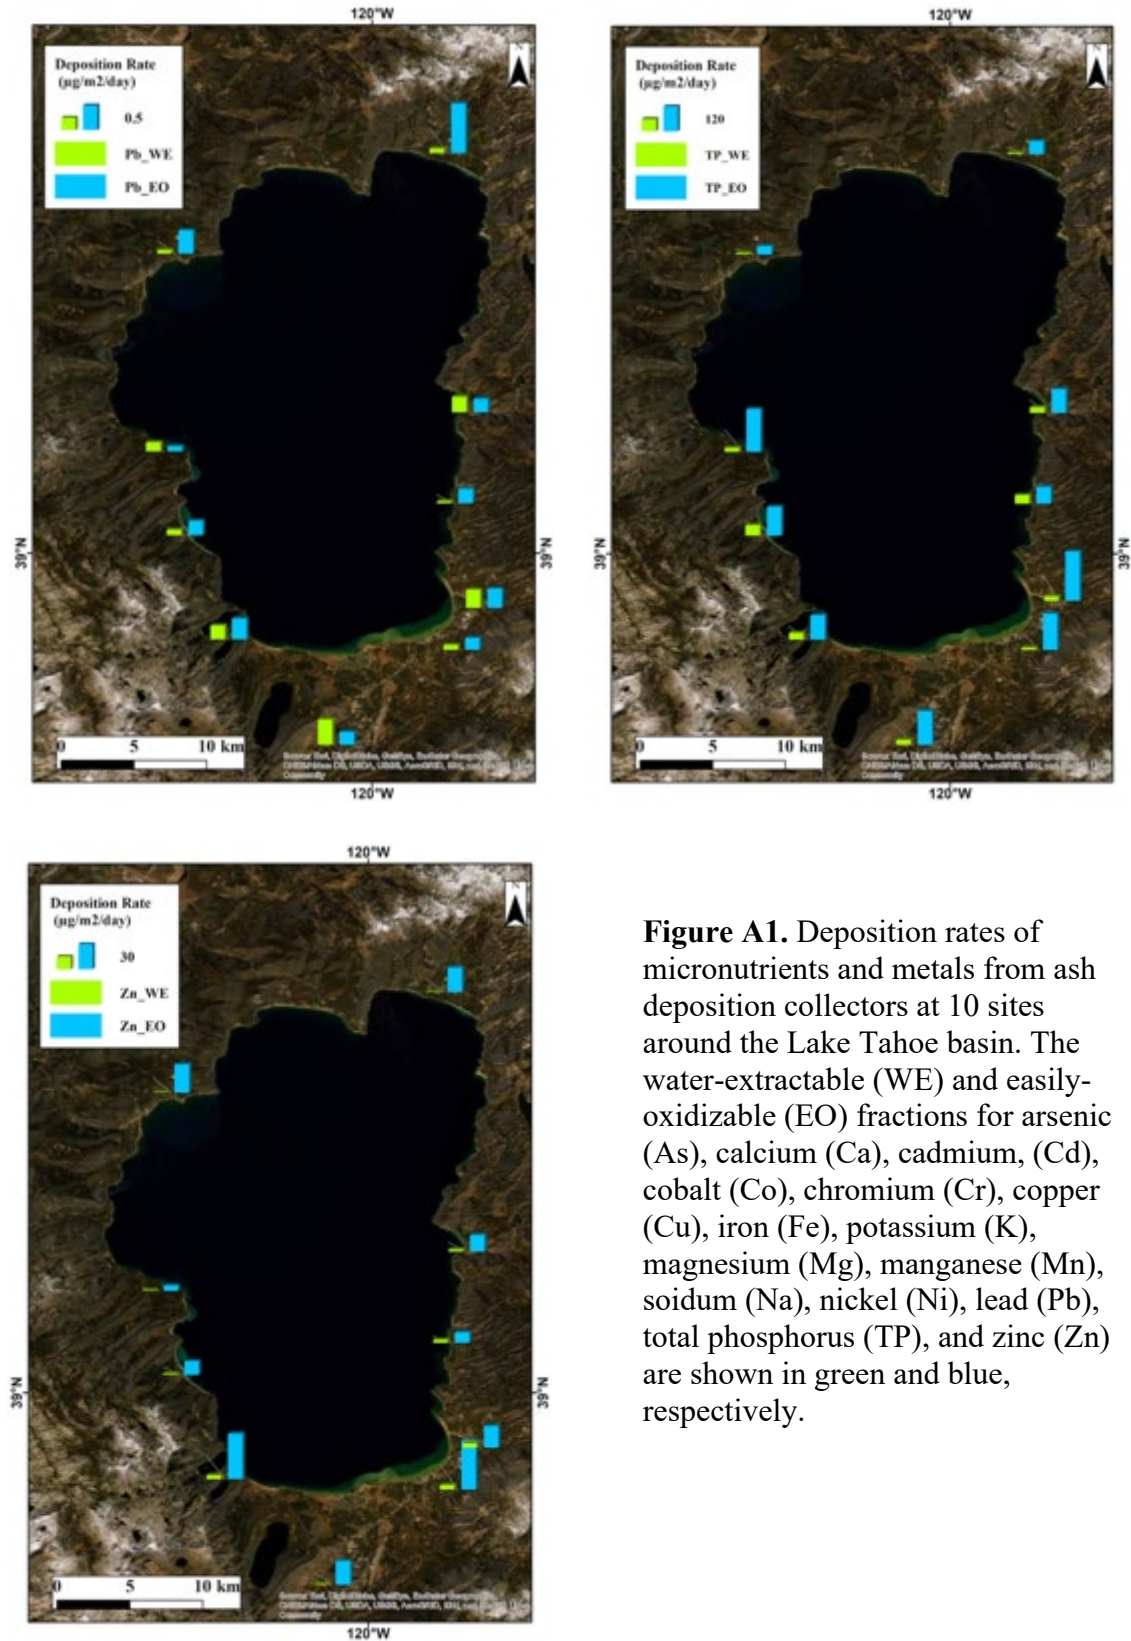 120°W
120°W
N
N
Deposition Rate
(µg/m2/day)
0.5
Pb_WE
Pb_EO
Deposition Rate
(µg/m2/day)
120
TP_WE
TP_EO
39°N
39°N
39°N
39°N
0 5 10 km
0 5 10 km
120°W
120°W
120°W
N
Deposition Rate
(µg/m2/day)
30
Zn_WE
Zn_EO
39°N
39°N
0 5 10 km
120°W
Figure A1. Deposition rates of
micronutrients and metals from ash
deposition collectors at 10 sites
around the Lake Tahoe basin. The
water-extractable (WE) and easily-
oxidizable (EO) fractions for arsenic
(As), calcium (Ca), cadmium, (Cd),
cobalt (Co), chromium (Cr), copper
(Cu), iron (Fe), potassium (K),
magnesium (Mg), manganese (Mn),
soidum (Na), nickel (Ni), lead (Pb),
total phosphorus (TP), and zinc (Zn)
are shown in green and blue,
respectively.